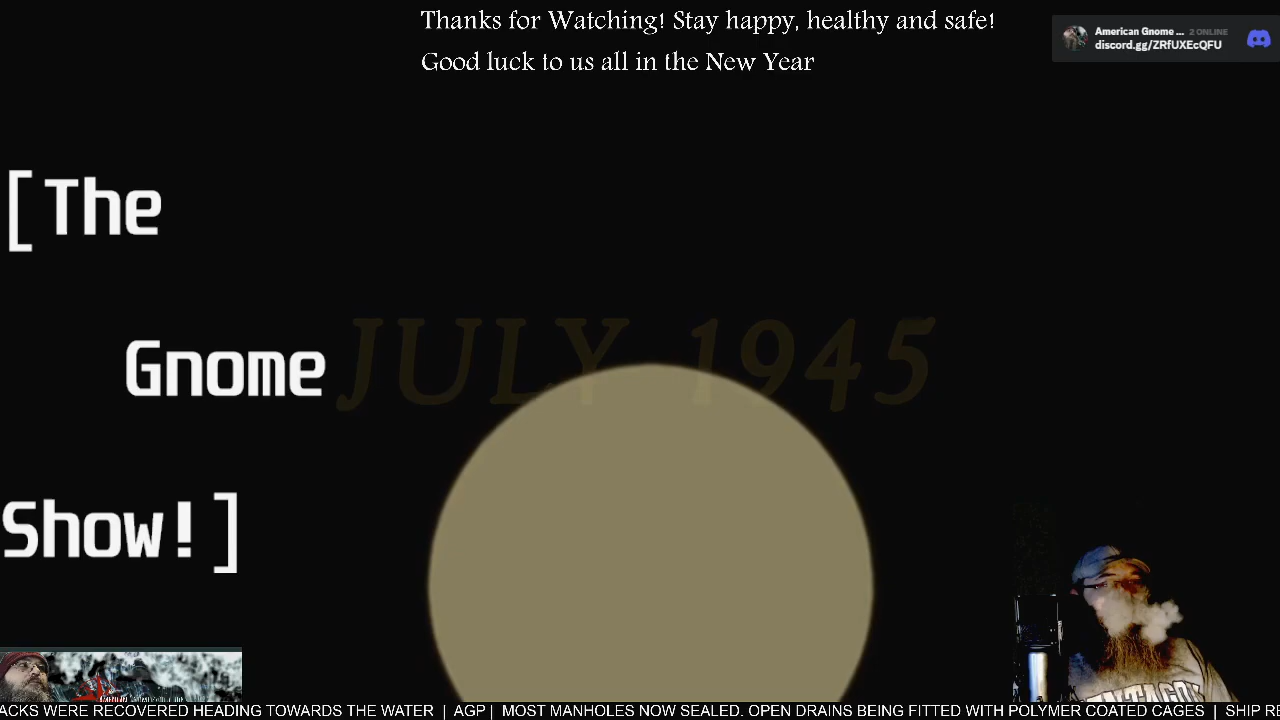 Thanks for Watching! Stay happy, healthy and safe!
Good luck to us all in the New Year
American Gnome ... 2 ONLINE
discord.gg/ZRfUXEcQFU
[The
Gnome
Show!]
JULY 1945
ACKS WERE RECOVERED HEADING TOWARDS THE WATER | AGP | MOST MANHOLES NOW SEALED. OPEN DRAINS BEING FITTED WITH POLYMER COATED CAGES | SHIP RE